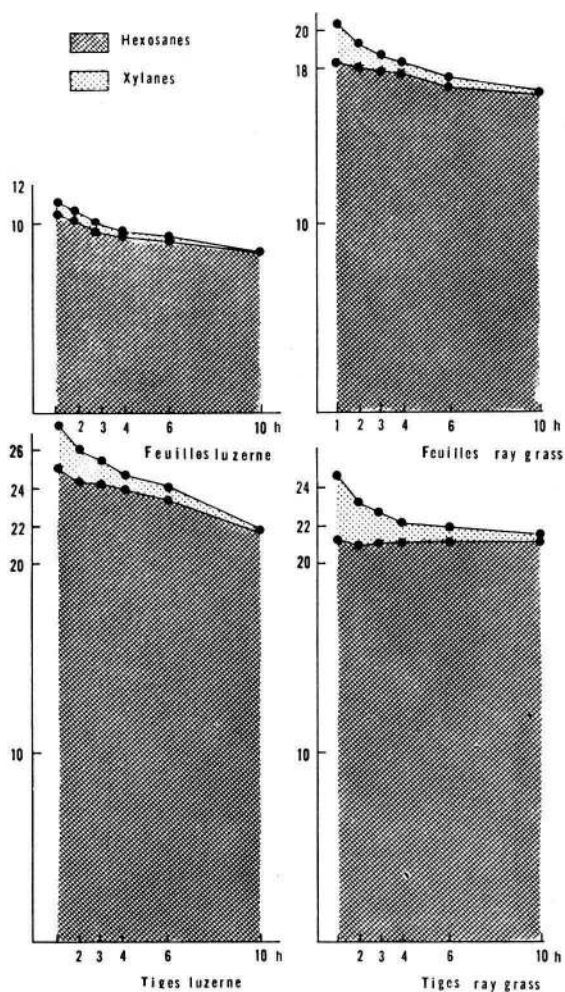 Hexosanes
Xylanes
12
10
2 3 4 6 10 h
Feuilles luzerne
20
18
10
1 2 3 4 6 10 h
Feuilles ray grass
26
24
22
20
10
2 3 4 6 10 h
Tiges luzerne
24
22
20
10
1 2 3 4 6 10 h
Tiges ray grass